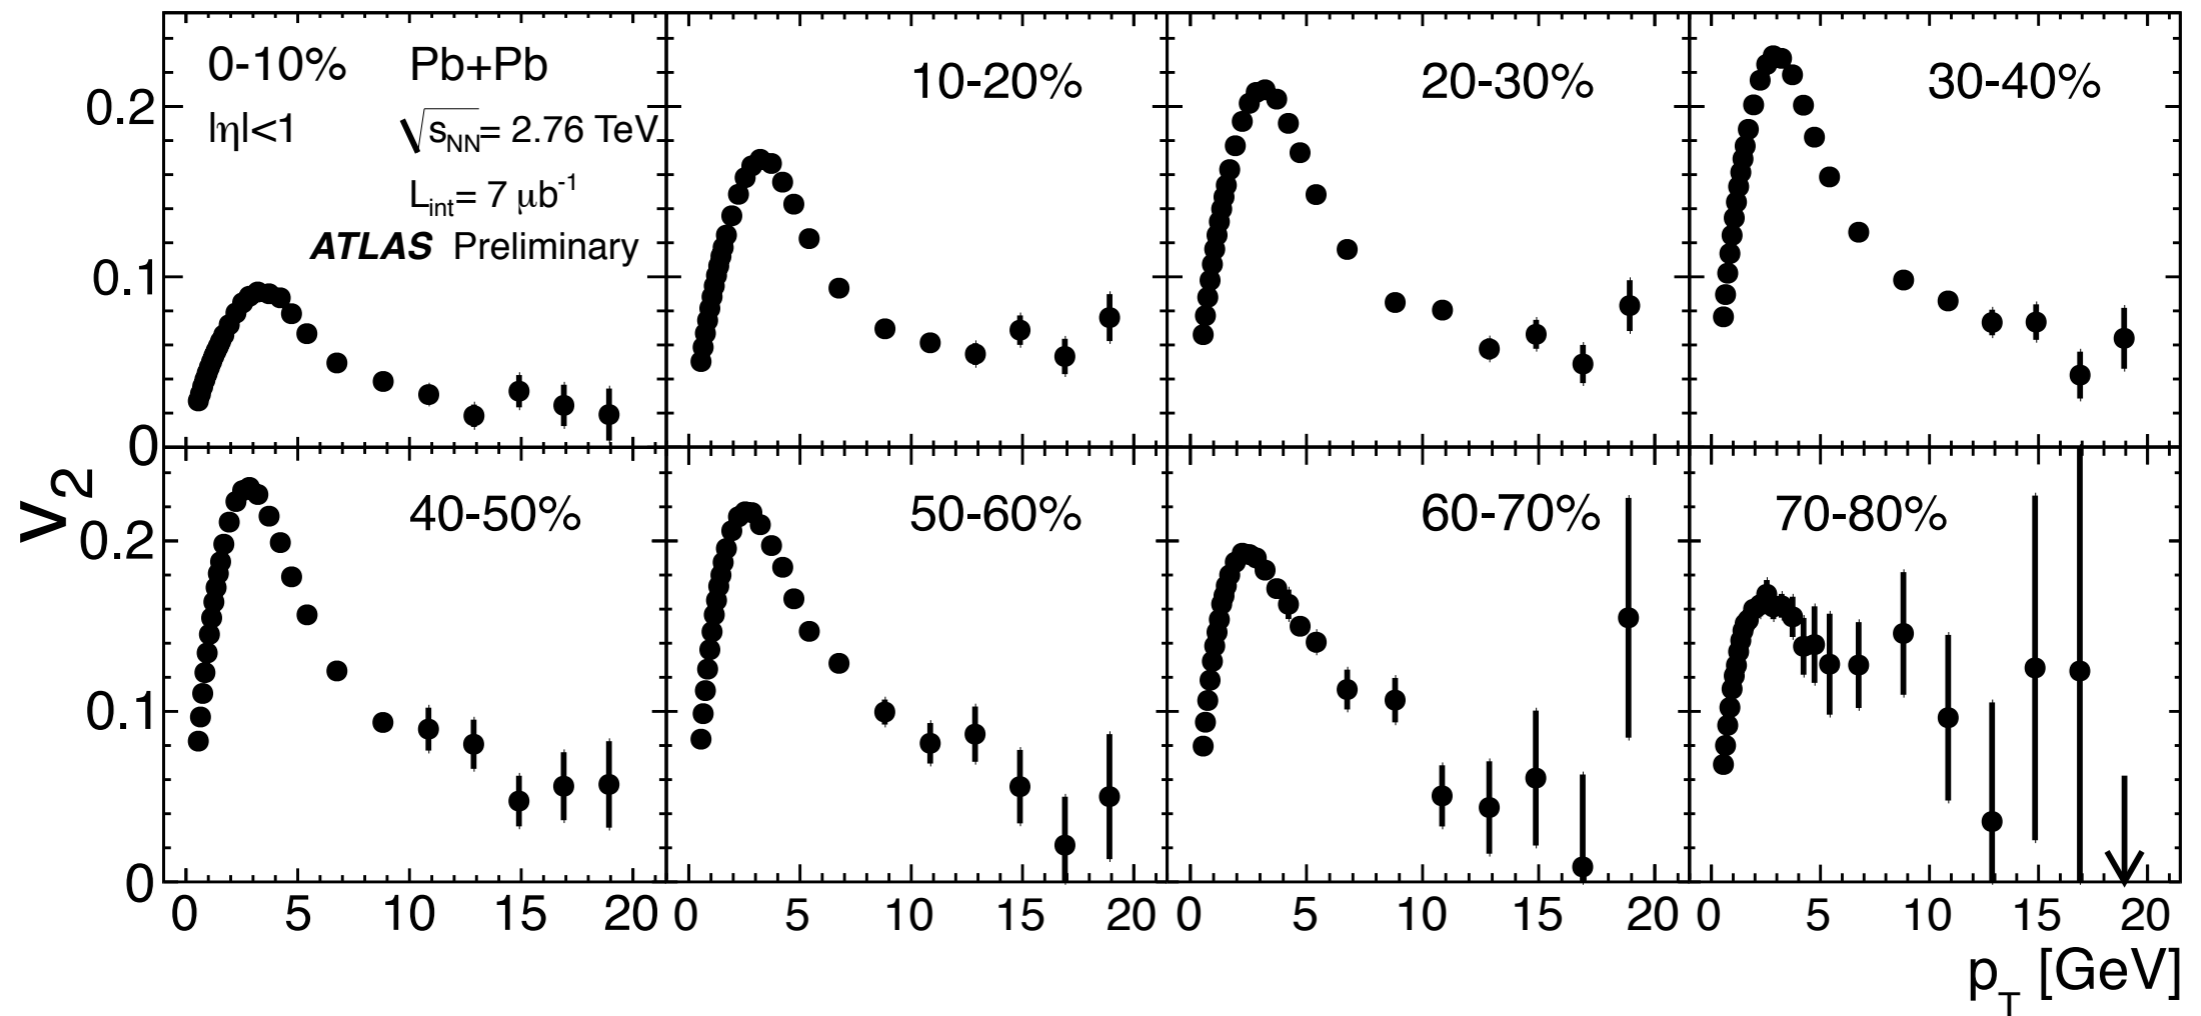 0-10% Pb+Pb
|η|<1 √sNN= 2.76 TeV
Lint= 7 μb-1
ATLAS Preliminary
10-20%
20-30%
30-40%
0.2
0.1
0
v2
40-50%
50-60%
60-70%
70-80%
0.2
0.1
0
0 5 10 15 20 0 5 10 15 20 0 5 10 15 20 0 5 10 15 20
pT [GeV]